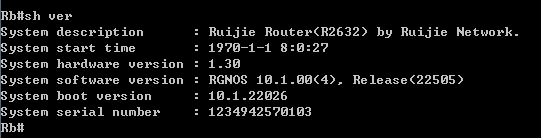 Rb#sh ver
System description      : Ruijie Router(R2632) by Ruijie Network.
System start time       : 1970-1-1 8:0:27
System hardware version : 1.30
System software version : RGNOS 10.1.00(4), Release(22505)
System boot version     : 10.1.22026
System serial number    : 1234942570103
Rb#